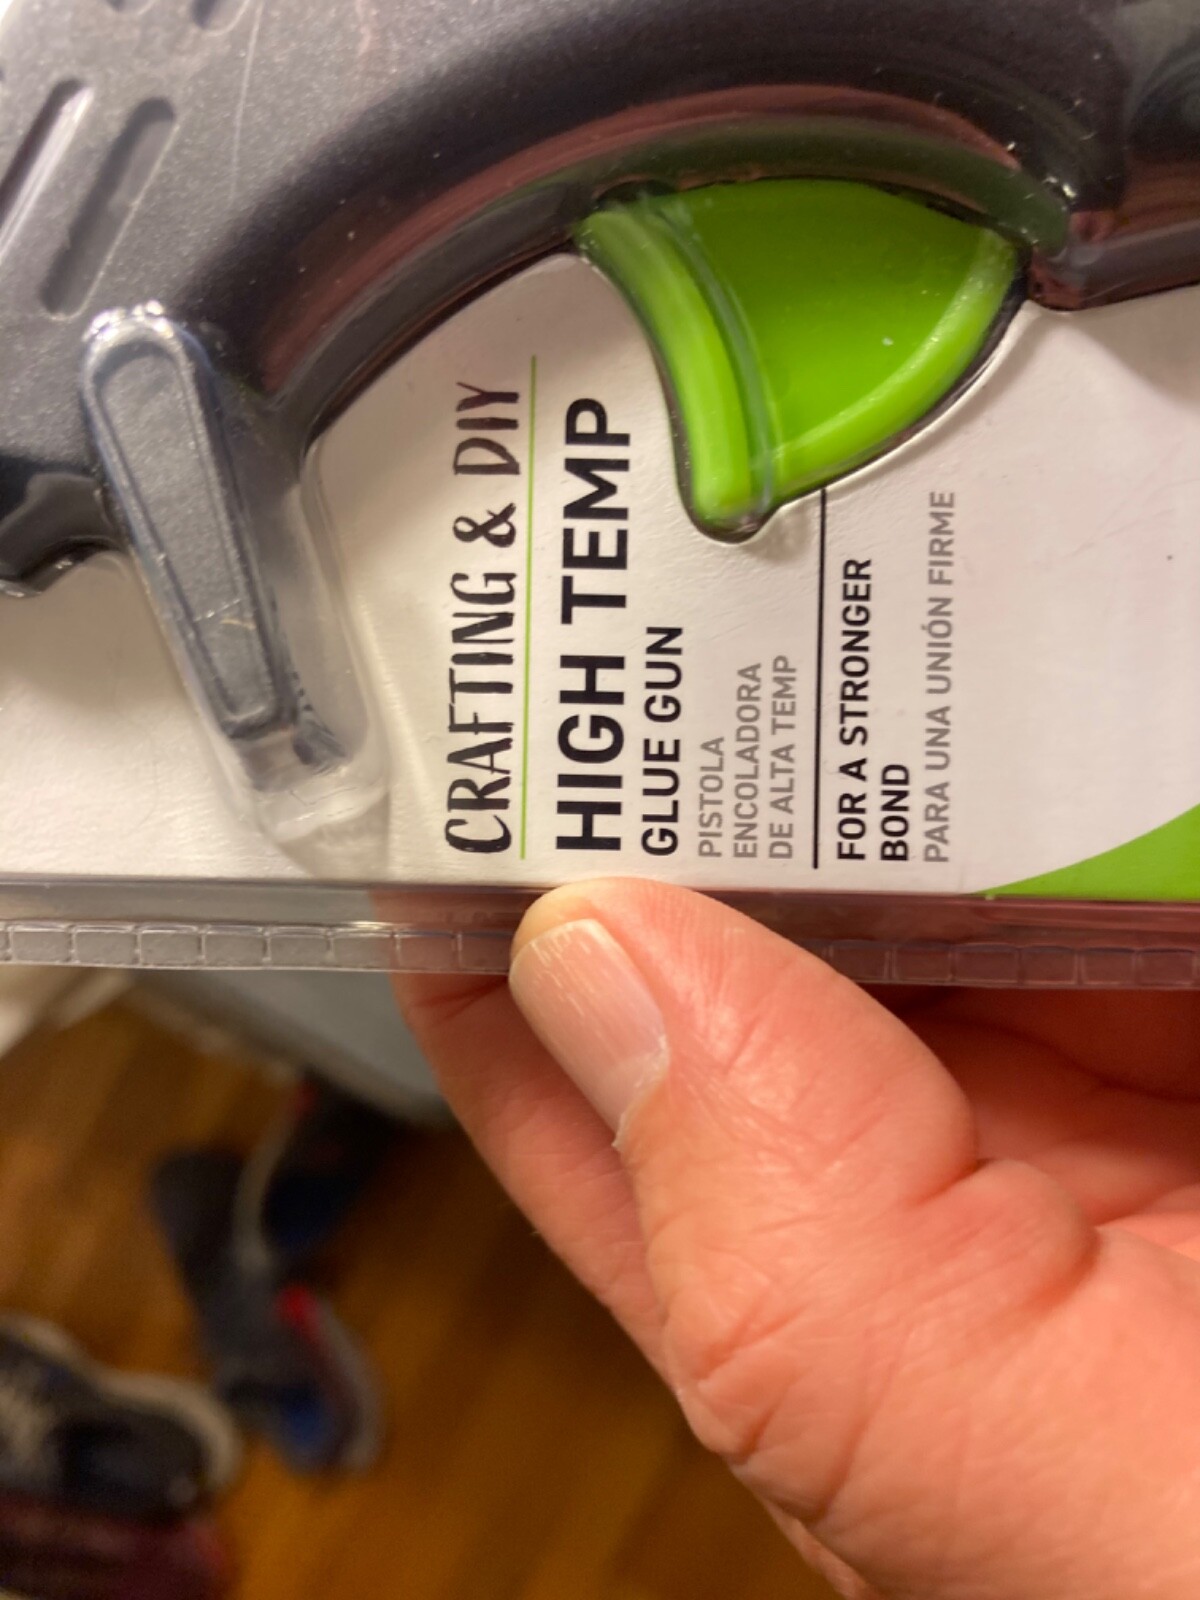 CRAFTING & DIY
HIGH TEMP
GLUE GUN
PISTOLA
ENCOLADORA
DE ALTA TEMP
FOR A STRONGER
BOND
PARA UNA UNIÓN FIRME